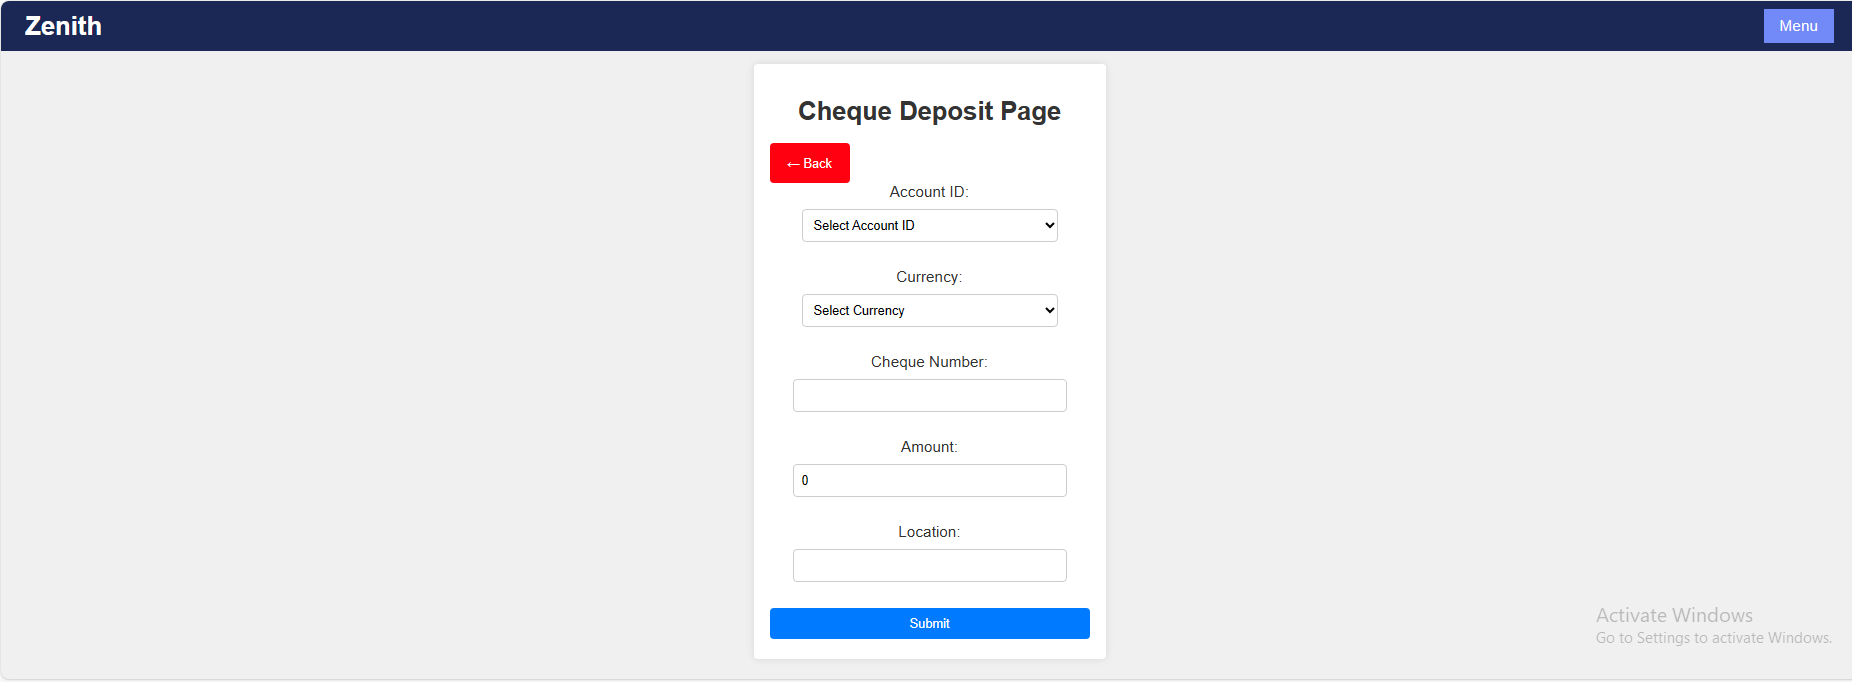 Zenith
Menu
Cheque Deposit Page
← Back
Account ID:
Select Account ID
Currency:
Select Currency
Cheque Number:
Amount:
0
Location:
Submit
Activate Windows
Go to Settings to activate Windows.